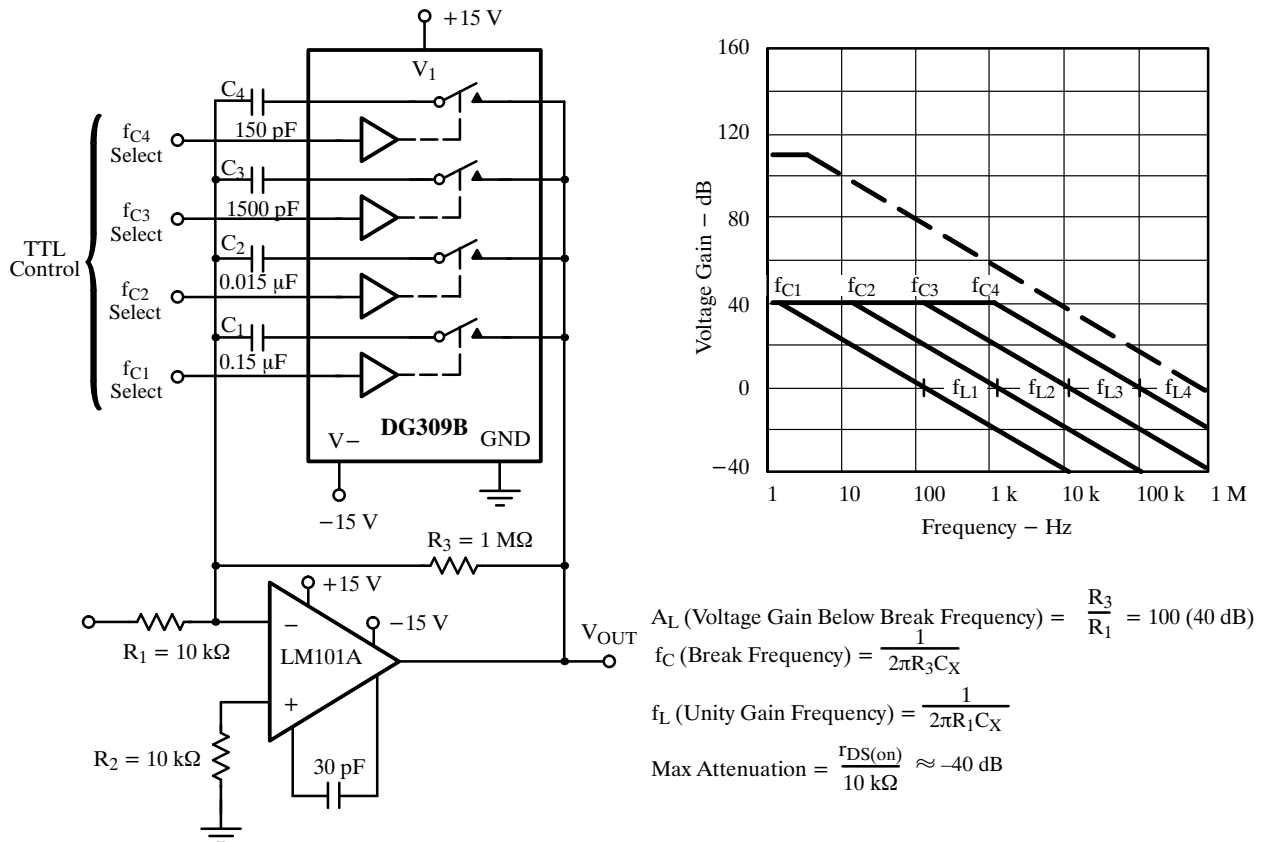 +15 V
V1
C4
150 pF
fC4
Select
C3
1500 pF
fC3
Select
TTL
Control
C2
0.015 µF
fC2
Select
C1
0.15 µF
fC1
Select
DG309B
V−
GND
−15 V
R3 = 1 MΩ
+15 V
−15 V
R1 = 10 kΩ
−
LM101A
+
VOUT
R2 = 10 kΩ
30 pF
160
120
80
40
0
−40
Voltage Gain – dB
fC1
fC2
fC3
fC4
fL1
fL2
fL3
fL4
1
10
100
1 k
10 k
100 k
1 M
Frequency – Hz
AL (Voltage Gain Below Break Frequency) = R3/R1 = 100 (40 dB)
fC (Break Frequency) = 1/2πR3CX
fL (Unity Gain Frequency) = 1/2πR1CX
Max Attenuation = rDS(on)/10 kΩ ≈ –40 dB